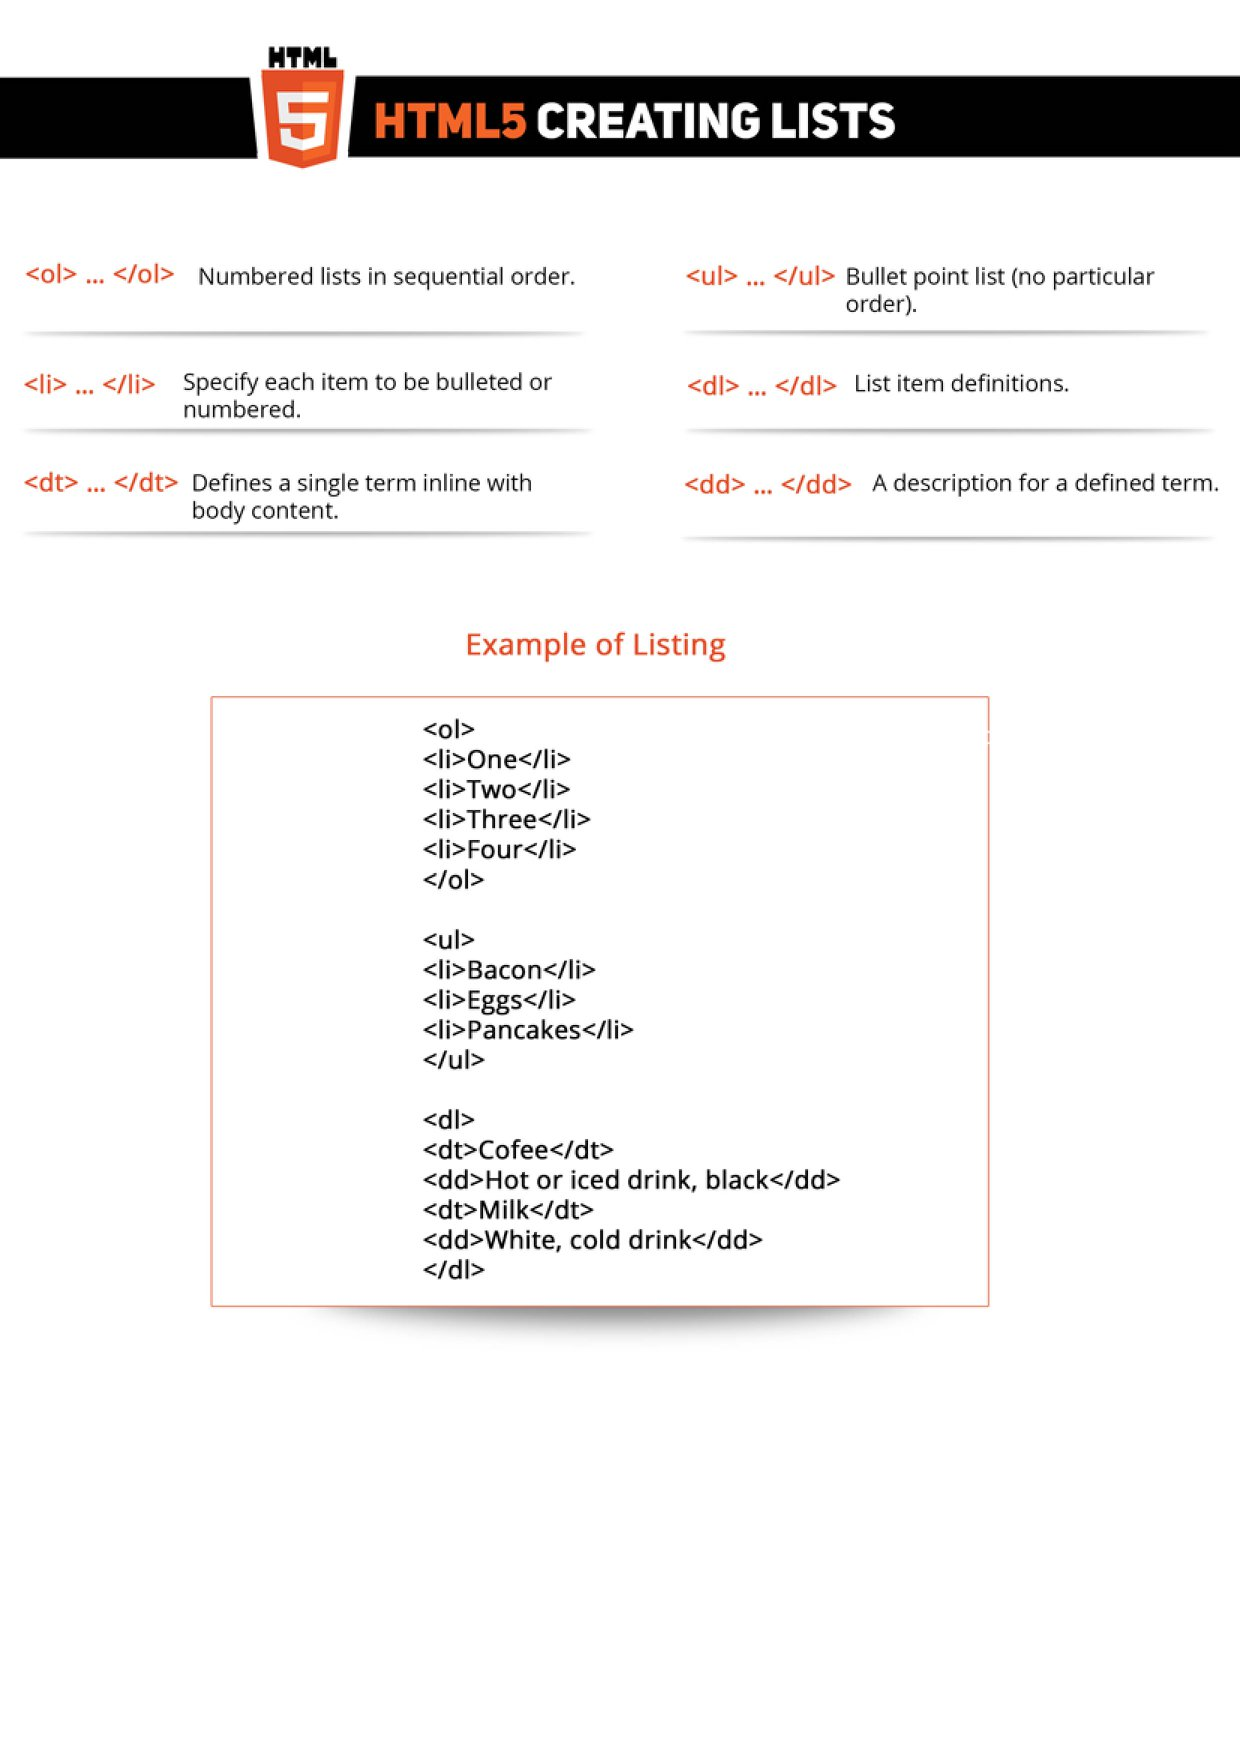 HTML
5
HTML5 CREATING LISTS
<ol> ... </ol> Numbered lists in sequential order.
<ul> ... </ul> Bullet point list (no particular
order).
<li> ... </li> Specify each item to be bulleted or
numbered.
<dl> ... </dl> List item definitions.
<dt> ... </dt> Defines a single term inline with
body content.
<dd> ... </dd> A description for a defined term.
Example of Listing
<ol>
<li>One</li>
<li>Two</li>
<li>Three</li>
<li>Four</li>
</ol>
<ul>
<li>Bacon</li>
<li>Eggs</li>
<li>Pancakes</li>
</ul>
<dl>
<dt>Cofee</dt>
<dd>Hot or iced drink, black</dd>
<dt>Milk</dt>
<dd>White, cold drink</dd>
</dl>